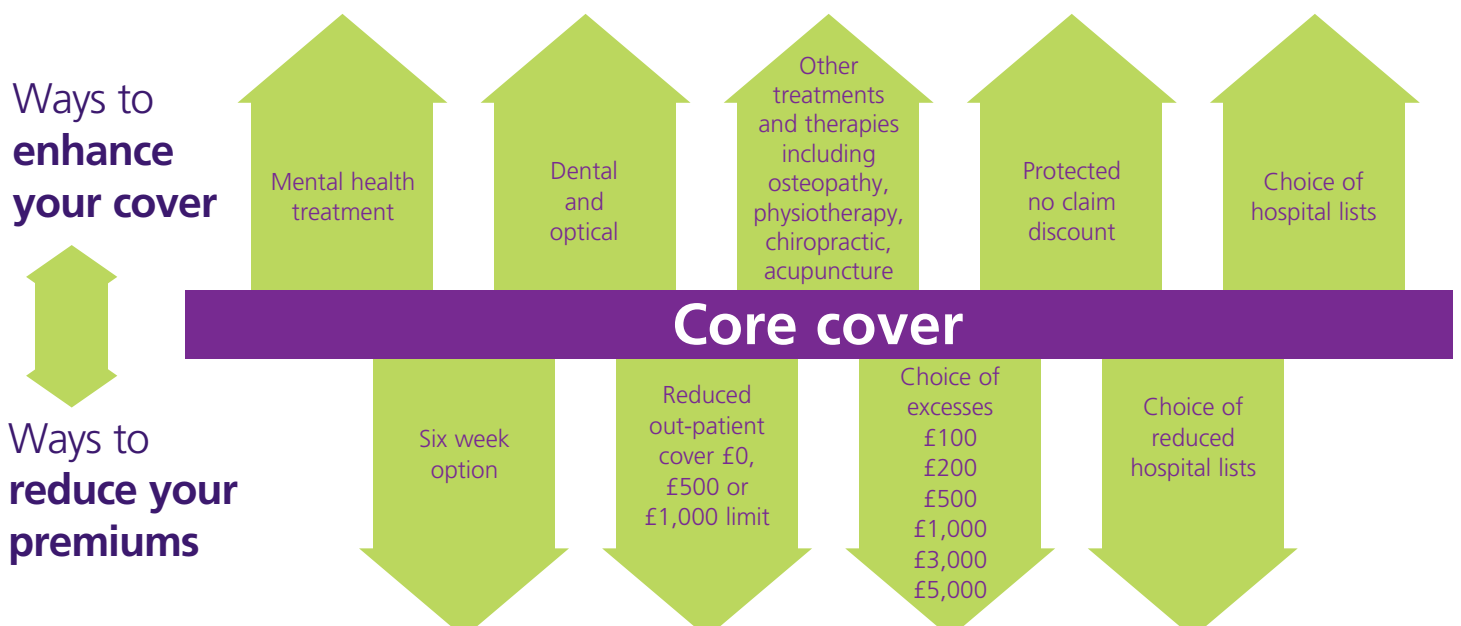 Ways to
enhance
your cover
Mental health
treatment
Dental
and
optical
Other
treatments
and therapies
including
osteopathy,
physiotherapy,
chiropractic,
acupuncture
Protected
no claim
discount
Choice of
hospital lists
Core cover
Ways to
reduce your
premiums
Six week
option
Reduced
out-patient
cover £0,
£500 or
£1,000 limit
Choice of
excesses
£100
£200
£500
£1,000
£3,000
£5,000
Choice of
reduced
hospital lists